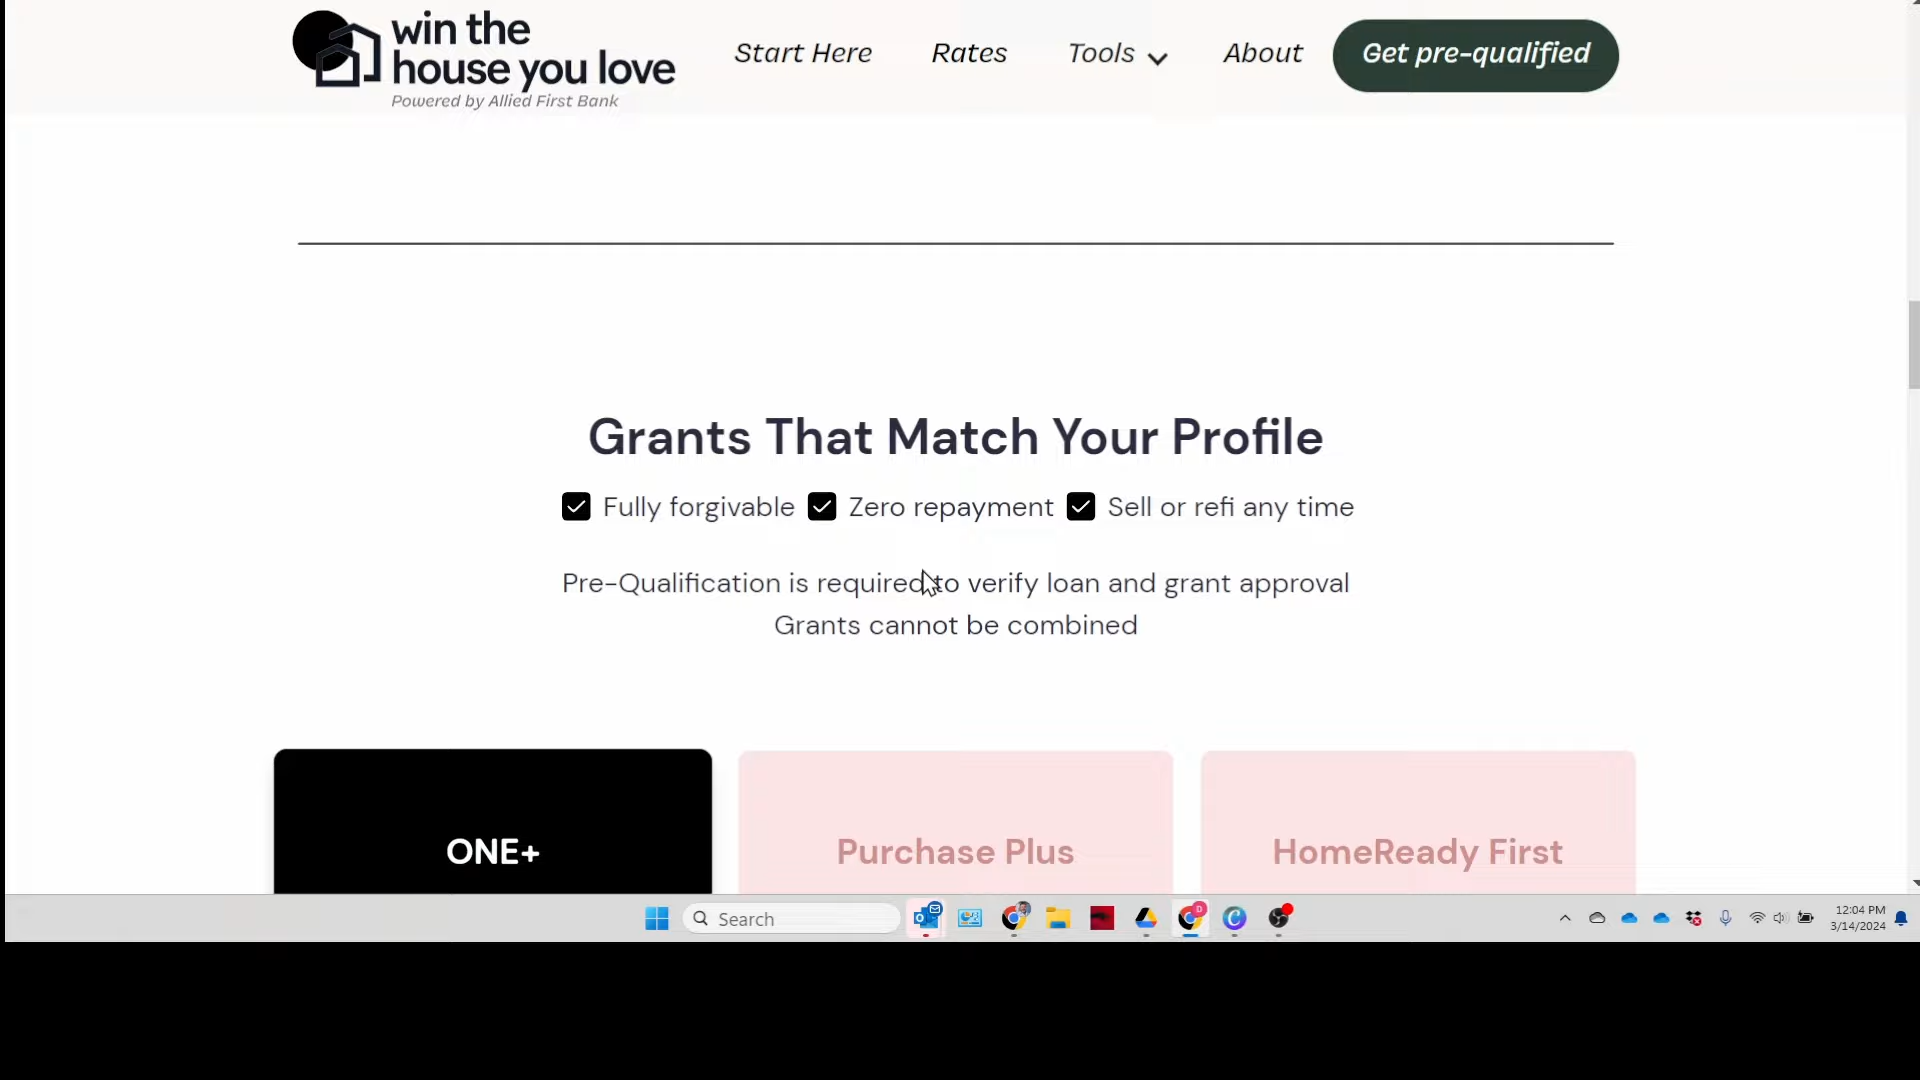 win the
house you love
Powered by Allied First Bank
Start Here
Rates
Tools
About
Get pre-qualified
Grants That Match Your Profile
Fully forgivable Zero repayment Sell or refi any time
Pre-Qualification is required to verify loan and grant approval
Grants cannot be combined
ONE+
Purchase Plus
HomeReady First
Search
12:04 PM
3/14/2024